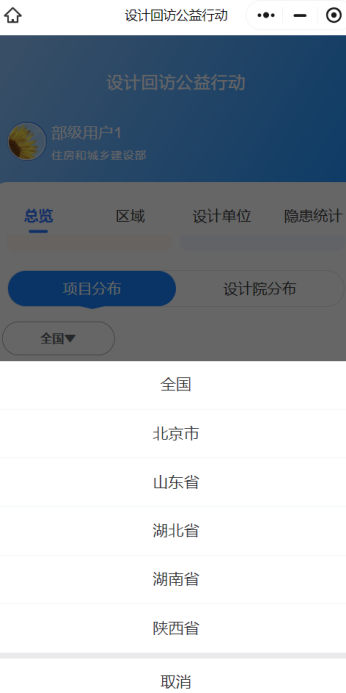 设计回访公益行动
设计回访公益行动
部级用户1
住房和城乡建设部
总览 区域 设计单位 隐患统计
项目分布 设计院分布
全国▼
全国
北京市
山东省
湖北省
湖南省
陕西省
取消